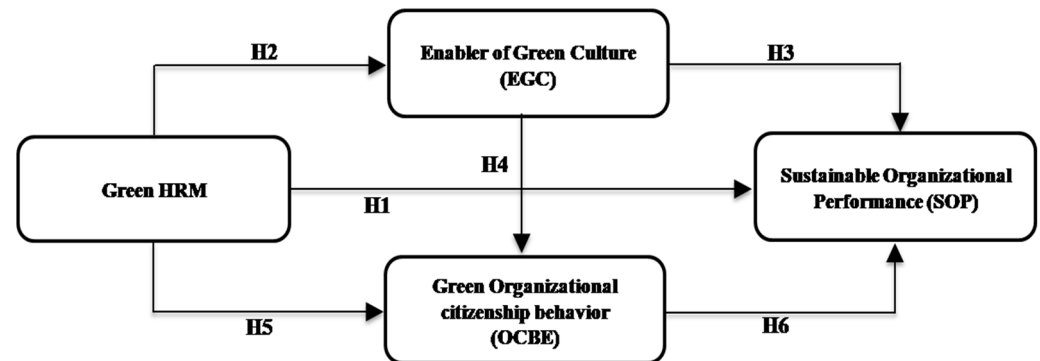 H2
Enabler of Green Culture
(EGC)
H3
Green HRM
H4
H1
Sustainable Organizational
Performance (SOP)
Green Organizational
citizenship behavior
(OCBE)
H5
H6